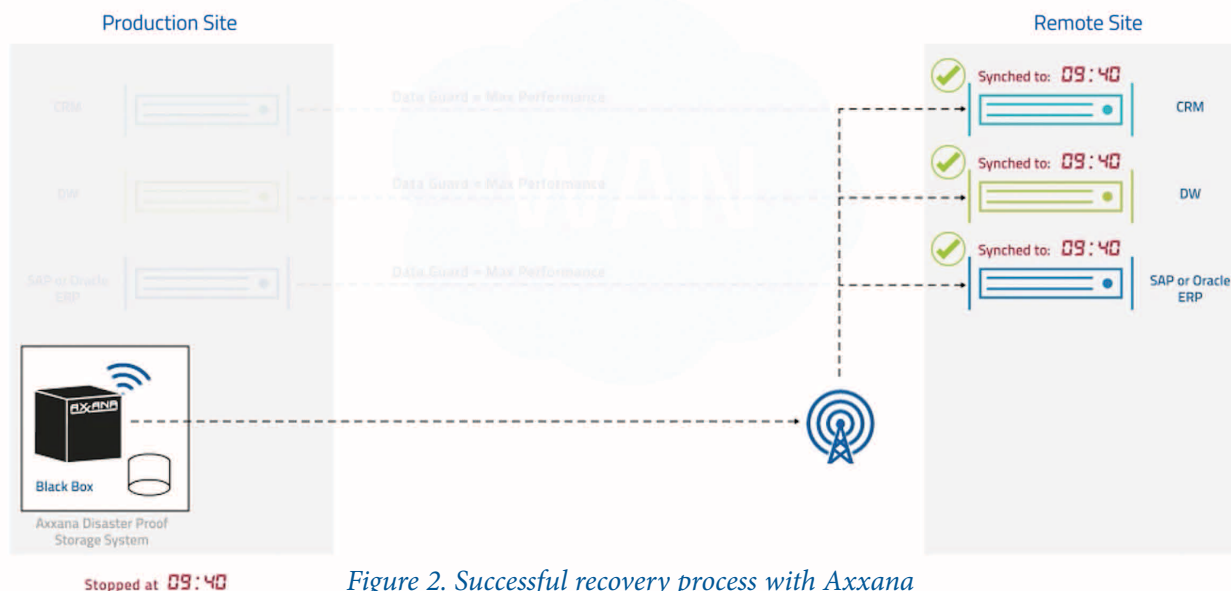 Production Site
Remote Site
CRM
Data Guard = Max Performance
Synched to: 09:40
CRM
WAN
DW
Data Guard = Max Performance
Synched to: 09:40
DW
SAP or Oracle
ERP
Data Guard = Max Performance
Synched to: 09:40
SAP or Oracle
ERP
AXXANA
Black Box
Axxana Disaster Proof
Storage System
Stopped at 09:40
Figure 2. Successful recovery process with Axxana